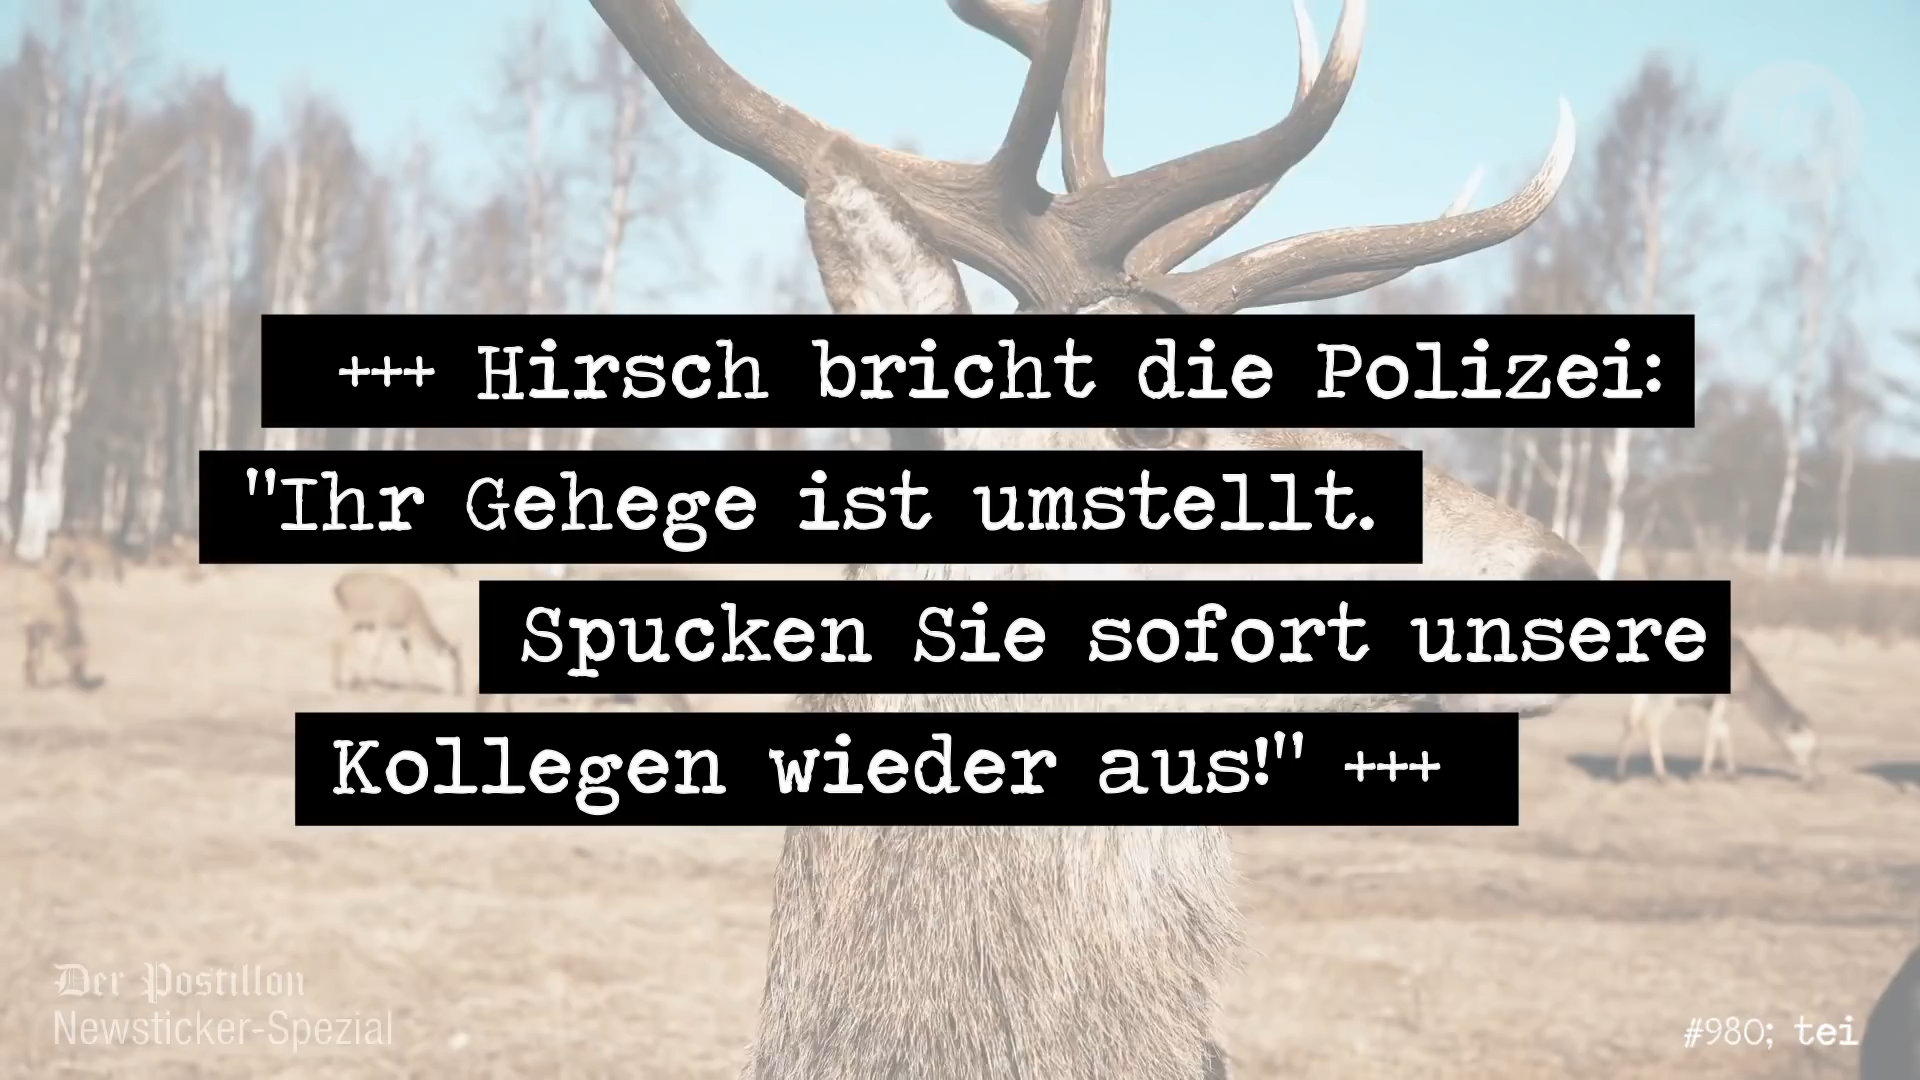 +++ Hirsch bricht die Polizei:
"Ihr Gehege ist umstellt.
Spucken Sie sofort unsere
Kollegen wieder aus!" +++
Der Postillon
Newsticker-Spezial
#980; tei